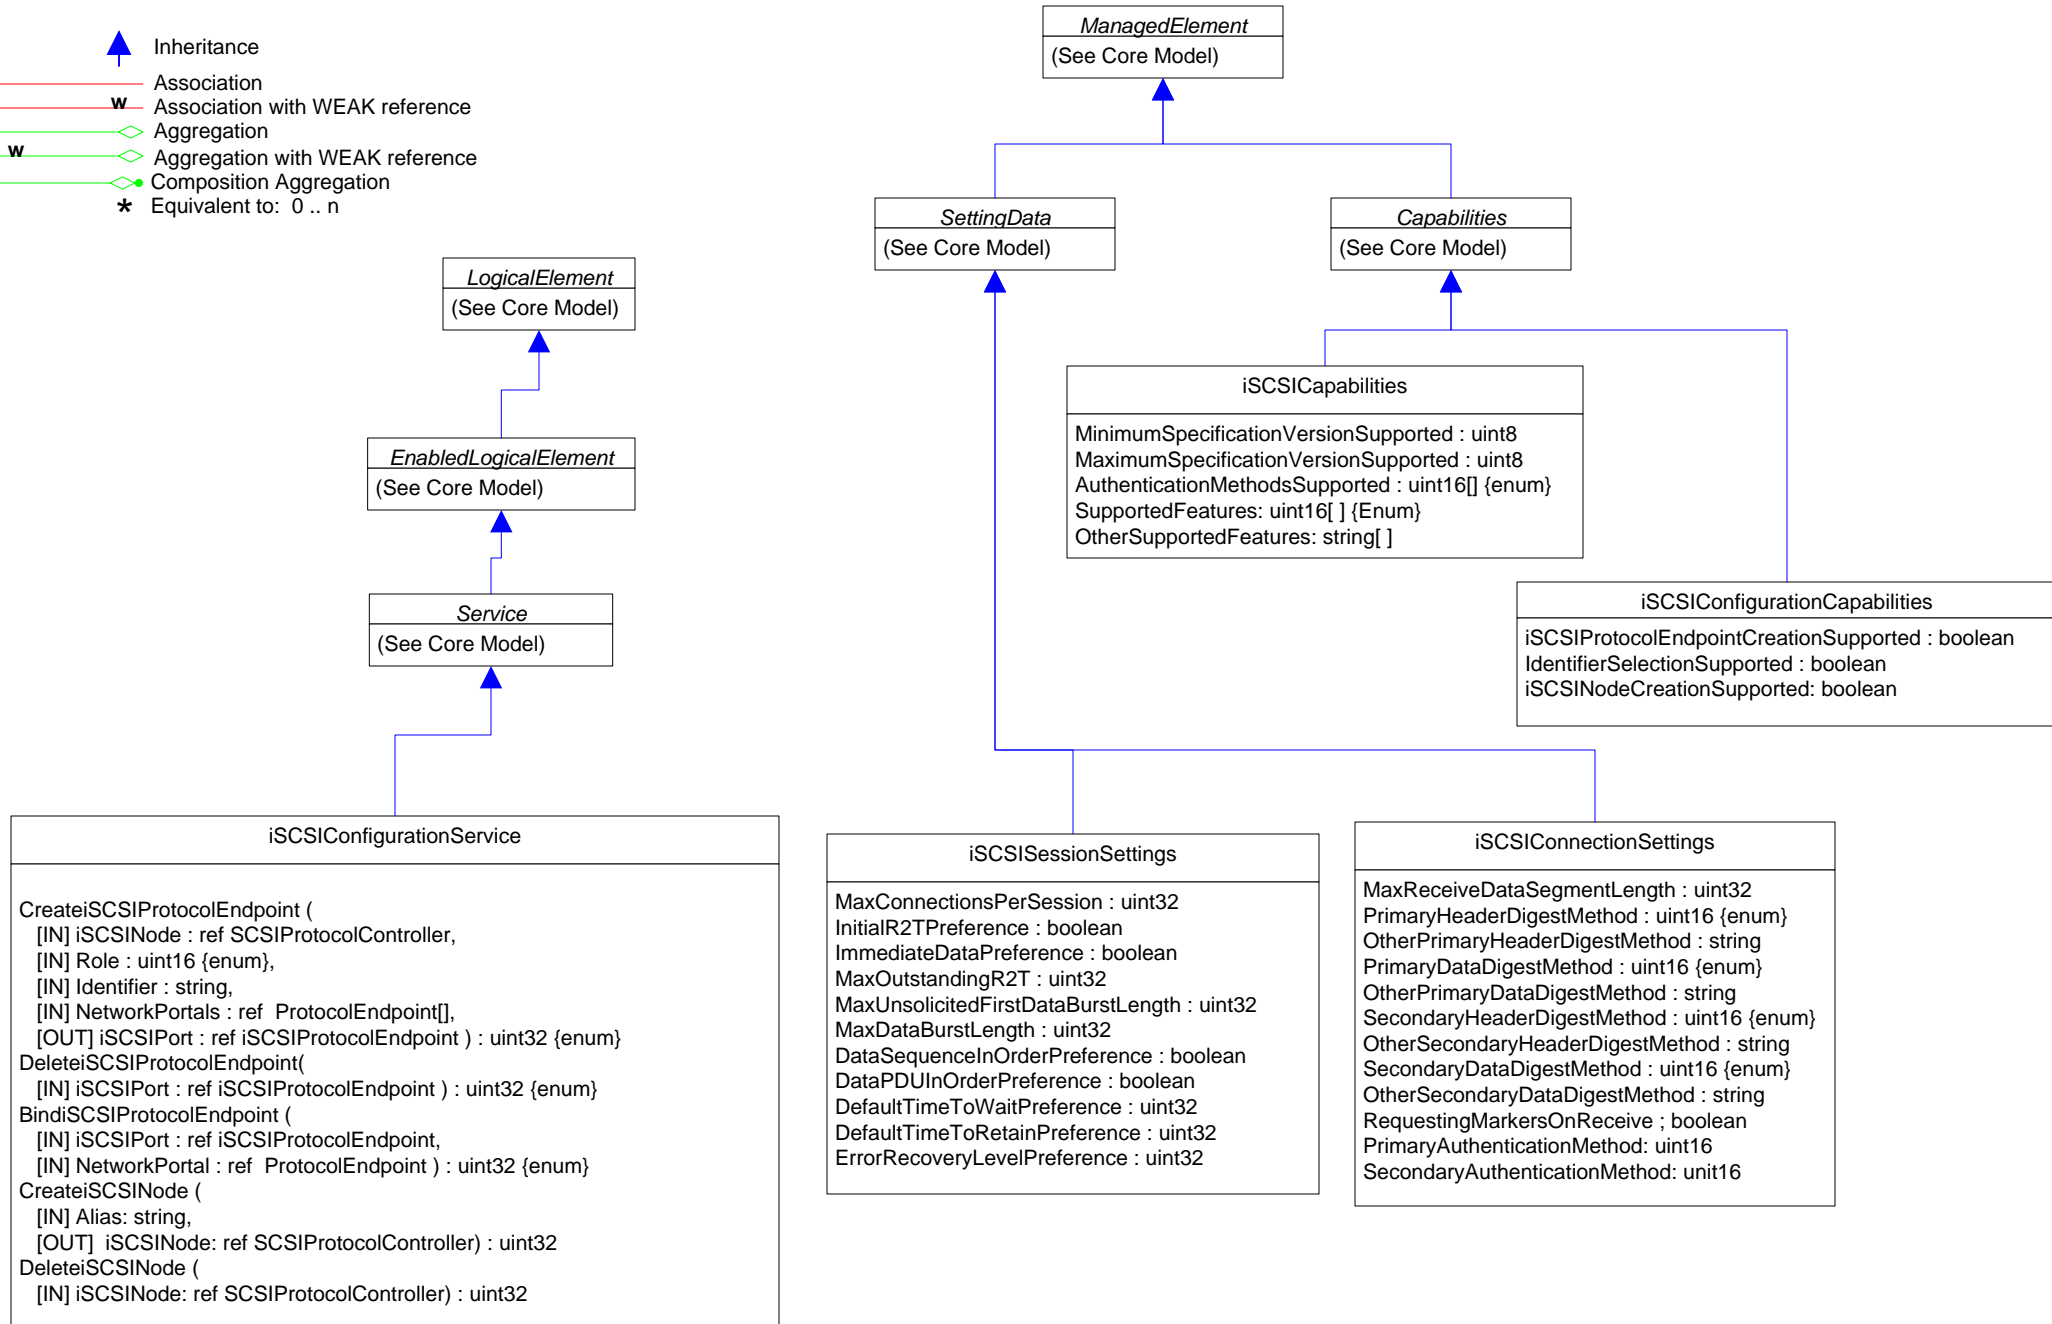 Inheritance
Association
w Association with WEAK reference
Aggregation
w Aggregation with WEAK reference
Composition Aggregation
* Equivalent to: 0 .. n
ManagedElement
(See Core Model)
SettingData
(See Core Model)
Capabilities
(See Core Model)
LogicalElement
(See Core Model)
EnabledLogicalElement
(See Core Model)
Service
(See Core Model)
iSCSICapabilities
MinimumSpecificationVersionSupported : uint8
MaximumSpecificationVersionSupported : uint8
AuthenticationMethodsSupported : uint16[] {enum}
SupportedFeatures: uint16[ ] {Enum}
OtherSupportedFeatures: string[ ]
iSCSIConfigurationCapabilities
iSCSIProtocolEndpointCreationSupported : boolean
IdentifierSelectionSupported : boolean
iSCSINodeCreationSupported: boolean
iSCSIConfigurationService
CreateiSCSIProtocolEndpoint (
[IN] iSCSINode : ref SCSIProtocolController,
[IN] Role : uint16 {enum},
[IN] Identifier : string,
[IN] NetworkPortals : ref ProtocolEndpoint[],
[OUT] iSCSIPort : ref iSCSIProtocolEndpoint ) : uint32 {enum}
DeleteiSCSIProtocolEndpoint(
[IN] iSCSIPort : ref iSCSIProtocolEndpoint ) : uint32 {enum}
BindiSCSIProtocolEndpoint (
[IN] iSCSIPort : ref iSCSIProtocolEndpoint,
[IN] NetworkPortal : ref ProtocolEndpoint ) : uint32 {enum}
CreateiSCSINode (
[IN] Alias: string,
[OUT] iSCSINode: ref SCSIProtocolController) : uint32
DeleteiSCSINode (
[IN] iSCSINode: ref SCSIProtocolController) : uint32
iSCSISessionSettings
MaxConnectionsPerSession : uint32
InitialR2TPreference : boolean
ImmediateDataPreference : boolean
MaxOutstandingR2T : uint32
MaxUnsolicitedFirstDataBurstLength : uint32
MaxDataBurstLength : uint32
DataSequenceInOrderPreference : boolean
DataPDUInOrderPreference : boolean
DefaultTimeToWaitPreference : uint32
DefaultTimeToRetainPreference : uint32
ErrorRecoveryLevelPreference : uint32
iSCSIConnectionSettings
MaxReceiveDataSegmentLength : uint32
PrimaryHeaderDigestMethod : uint16 {enum}
OtherPrimaryHeaderDigestMethod : string
PrimaryDataDigestMethod : uint16 {enum}
OtherPrimaryDataDigestMethod : string
SecondaryHeaderDigestMethod : uint16 {enum}
OtherSecondaryHeaderDigestMethod : string
SecondaryDataDigestMethod : uint16 {enum}
OtherSecondaryDataDigestMethod : string
RequestingMarkersOnReceive ; boolean
PrimaryAuthenticationMethod: uint16
SecondaryAuthenticationMethod: unit16